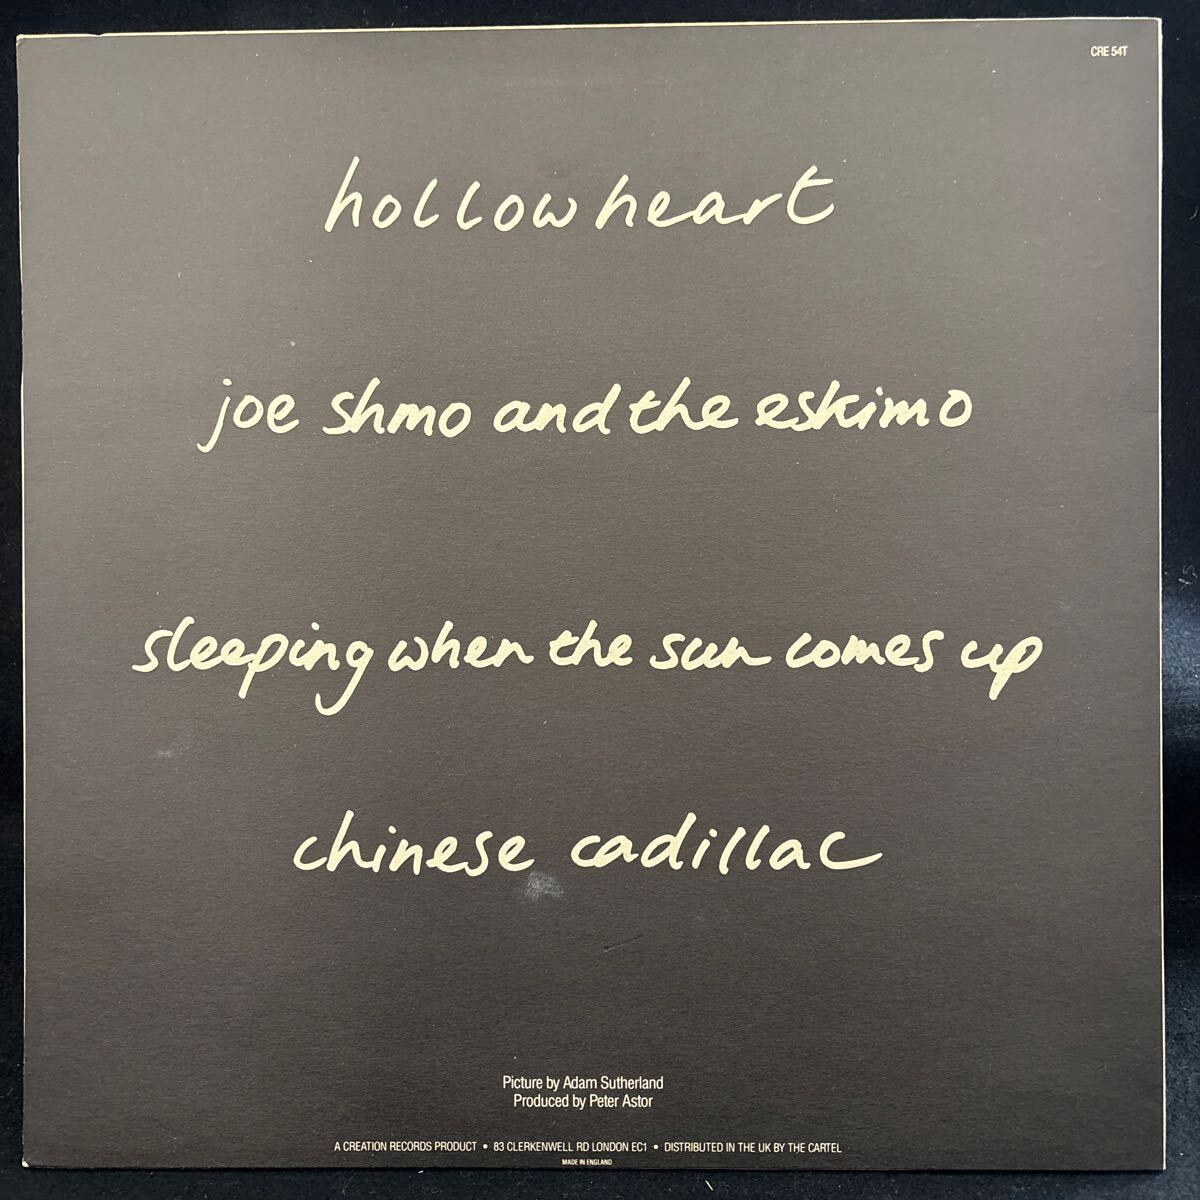 CRE 54T
hollow heart
joe shmo and the eskimo
sleeping when the sun comes up
chinese cadillac
Picture by Adam Sutherland
Produced by Peter Astor
A CREATION RECORDS PRODUCT • 83 CLERKENWELL RD LONDON EC1 • DISTRIBUTED IN THE UK BY THE CARTEL
MADE IN ENGLAND